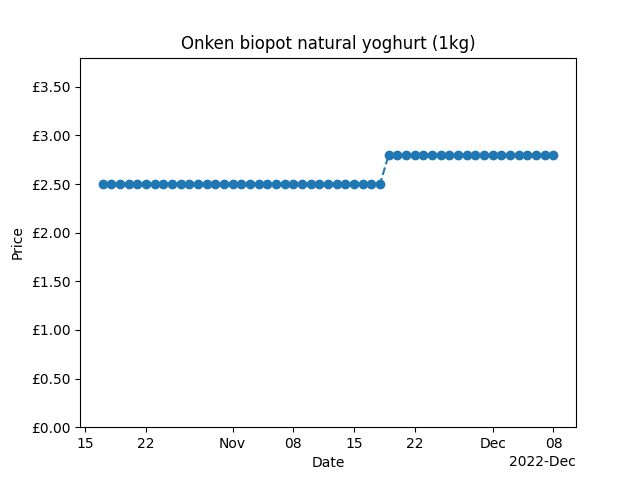 Onken biopot natural yoghurt (1kg)
£3.50
£3.00
£2.50
£2.00
£1.50
£1.00
£0.50
£0.00
Price
15 22 Nov 08 15 22 Dec 08
Date
2022-Dec